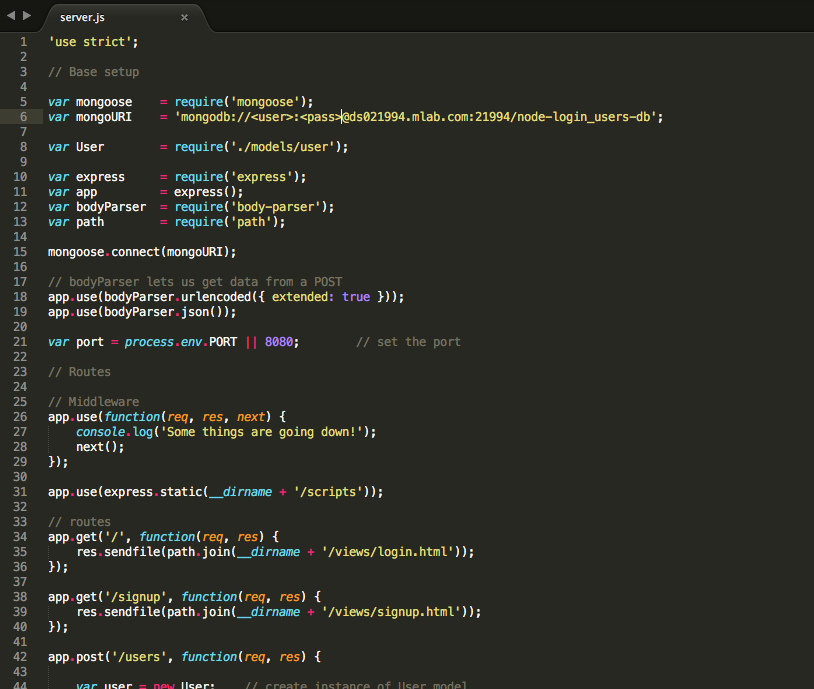 server.js ×
1 'use strict';
2
3 // Base setup
4
5 var mongoose    = require('mongoose');
6 var mongoURI    = 'mongodb://<user>:<pass>@ds021994.mlab.com:21994/node-login_users-db';
7
8 var User        = require('./models/user');
9
10 var express     = require('express');
11 var app         = express();
12 var bodyParser  = require('body-parser');
13 var path        = require('path');
14
15 mongoose.connect(mongoURI);
16
17 // bodyParser lets us get data from a POST
18 app.use(bodyParser.urlencoded({ extended: true }));
19 app.use(bodyParser.json());
20
21 var port = process.env.PORT || 8080;        // set the port
22
23 // Routes
24
25 // Middleware
26 app.use(function(req, res, next) {
27     console.log('Some things are going down!');
28     next();
29 });
30
31 app.use(express.static(__dirname + '/scripts'));
32
33 // routes
34 app.get('/', function(req, res) {
35     res.sendfile(path.join(__dirname + '/views/login.html'));
36 });
37
38 app.get('/signup', function(req, res) {
39     res.sendfile(path.join(__dirname + '/views/signup.html'));
40 });
41
42 app.post('/users', function(req, res) {
43
44     var user = new User;    // create instance of User model